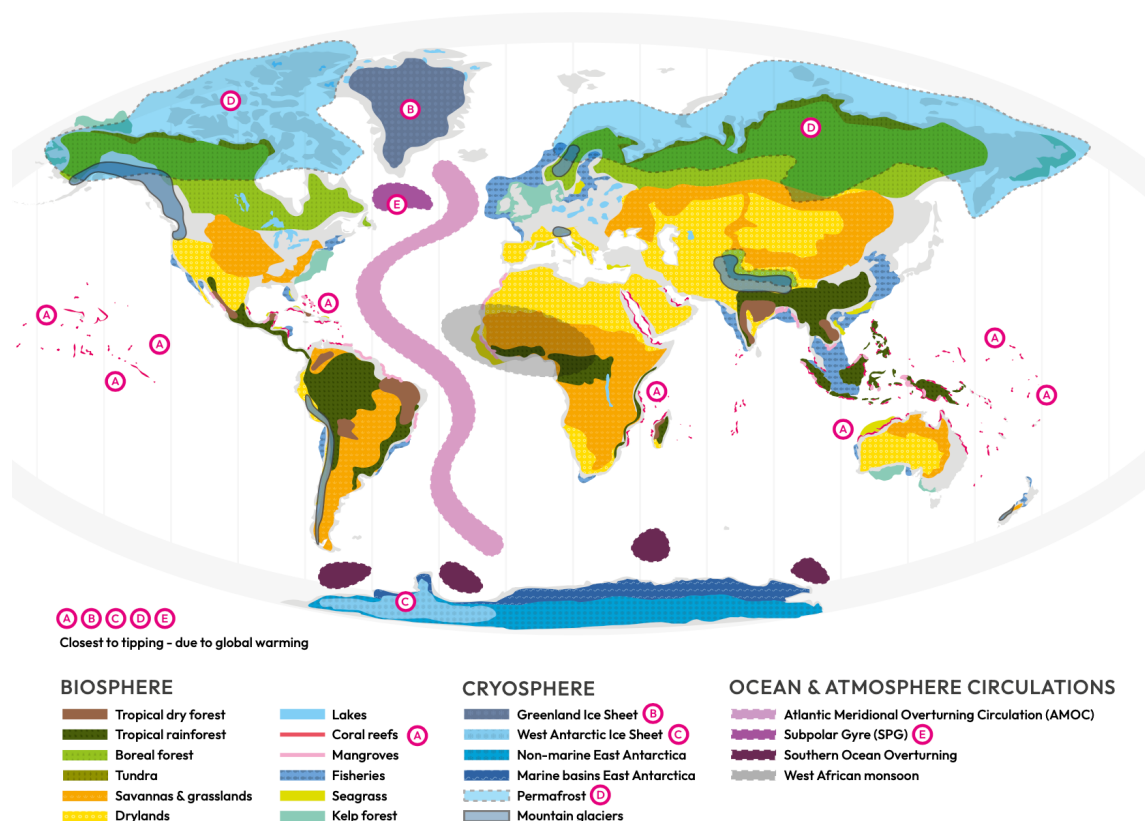 D
B
D
E
A
A
A
A
A
A
A
A
C
A B C D E
Closest to tipping - due to global warming
BIOSPHERE
Tropical dry forest
Tropical rainforest
Boreal forest
Tundra
Savannas & grasslands
Drylands
Lakes
Coral reefs A
Mangroves
Fisheries
Seagrass
Kelp forest
CRYOSPHERE
Greenland Ice Sheet B
West Antarctic Ice Sheet C
Non-marine East Antarctica
Marine basins East Antarctica
Permafrost D
Mountain glaciers
OCEAN & ATMOSPHERE CIRCULATIONS
Atlantic Meridional Overturning Circulation (AMOC)
Subpolar Gyre (SPG) E
Southern Ocean Overturning
West African monsoon